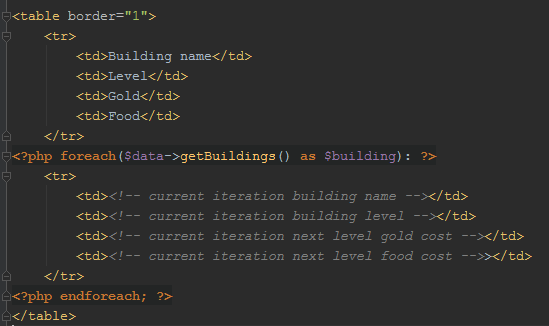 <table border="1">
<tr>
<td>Building name</td>
<td>Level</td>
<td>Gold</td>
<td>Food</td>
</tr>
<?php foreach($data->getBuildings() as $building): ?>
<tr>
<td><!-- current iteration building name --></td>
<td><!-- current iteration building level --></td>
<td><!-- current iteration next level gold cost --></td>
<td><!-- current iteration next level food cost -->></td>
</tr>
<?php endforeach; ?>
</table>